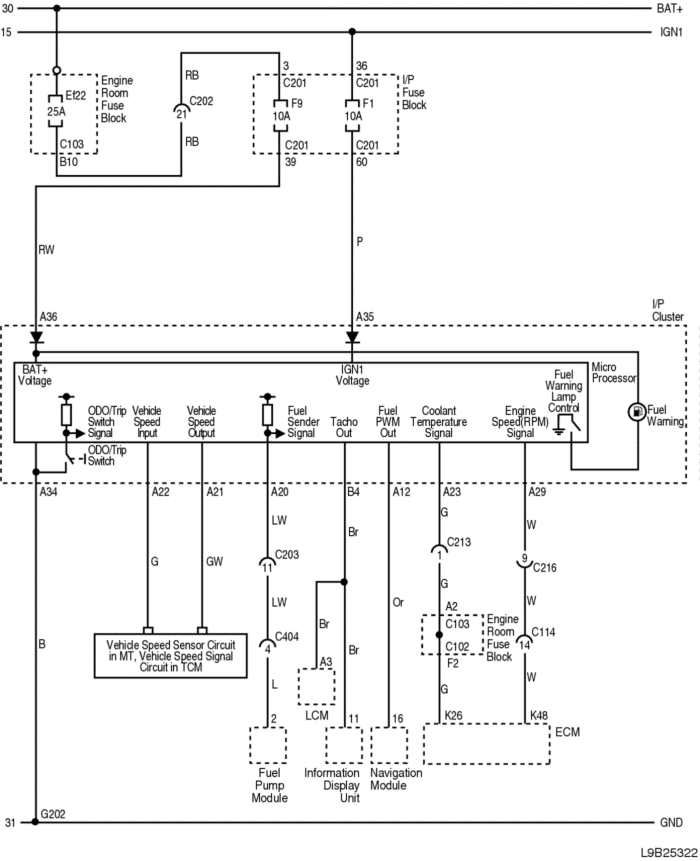 30
BAT+
15
IGN1
Engine
Room
Fuse
Block
Ef22
25A
C103
B10
RB
C202
21
RB
3
C201
F9
10A
C201
39
36
C201
F1
10A
C201
60
I/P
Fuse
Block
RW
P
A36
A35
I/P
Cluster
BAT+
Voltage
IGN1
Voltage
Fuel
Warning
Lamp
Control
Micro
Processor
Fuel
Warning
ODO/Trip
Switch
Signal
Vehicle
Speed
Input
Vehicle
Speed
Output
Fuel
Sender
Signal
Tacho
Out
Fuel
PWM
Out
Coolant
Temperature
Signal
Engine
Speed(RPM)
Signal
ODO/Trip
Switch
A34
A22
A21
A20
B4
A12
A23
A29
LW
Br
G
W
C203
11
C213
1
9
C216
G
GW
LW
Or
G
W
B
Br
Br
A2
C103
C102
F2
Engine
Room
Fuse
Block
C114
14
C404
4
Vehicle Speed Sensor Circuit
in MT, Vehicle Speed Signal
Circuit in TCM
L
A3
G
W
LCM
2
11
16
K26
K48
ECM
Fuel
Pump
Module
Information
Display
Unit
Navigation
Module
G202
31
GND
L9B25322